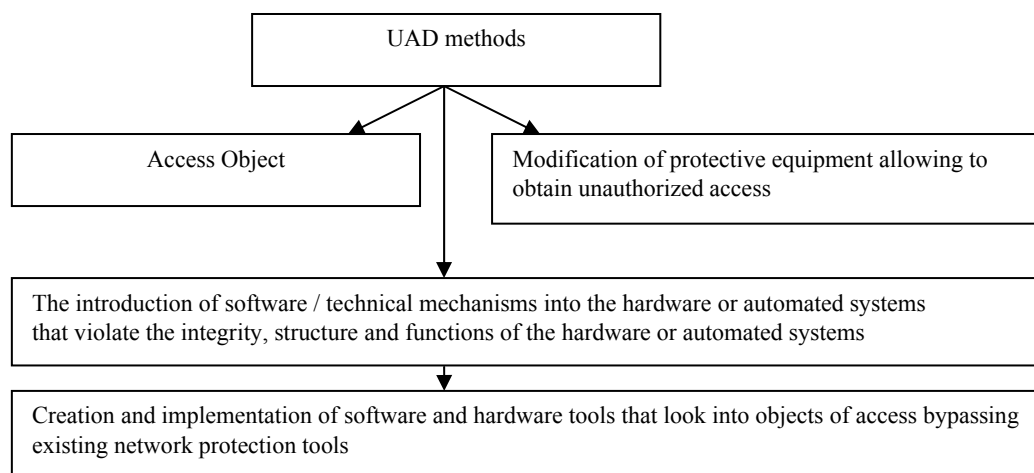 UAD methods
Access Object
Modification of protective equipment allowing to
obtain unauthorized access
The introduction of software / technical mechanisms into the hardware or automated systems
that violate the integrity, structure and functions of the hardware or automated systems
Creation and implementation of software and hardware tools that look into objects of access bypassing
existing network protection tools